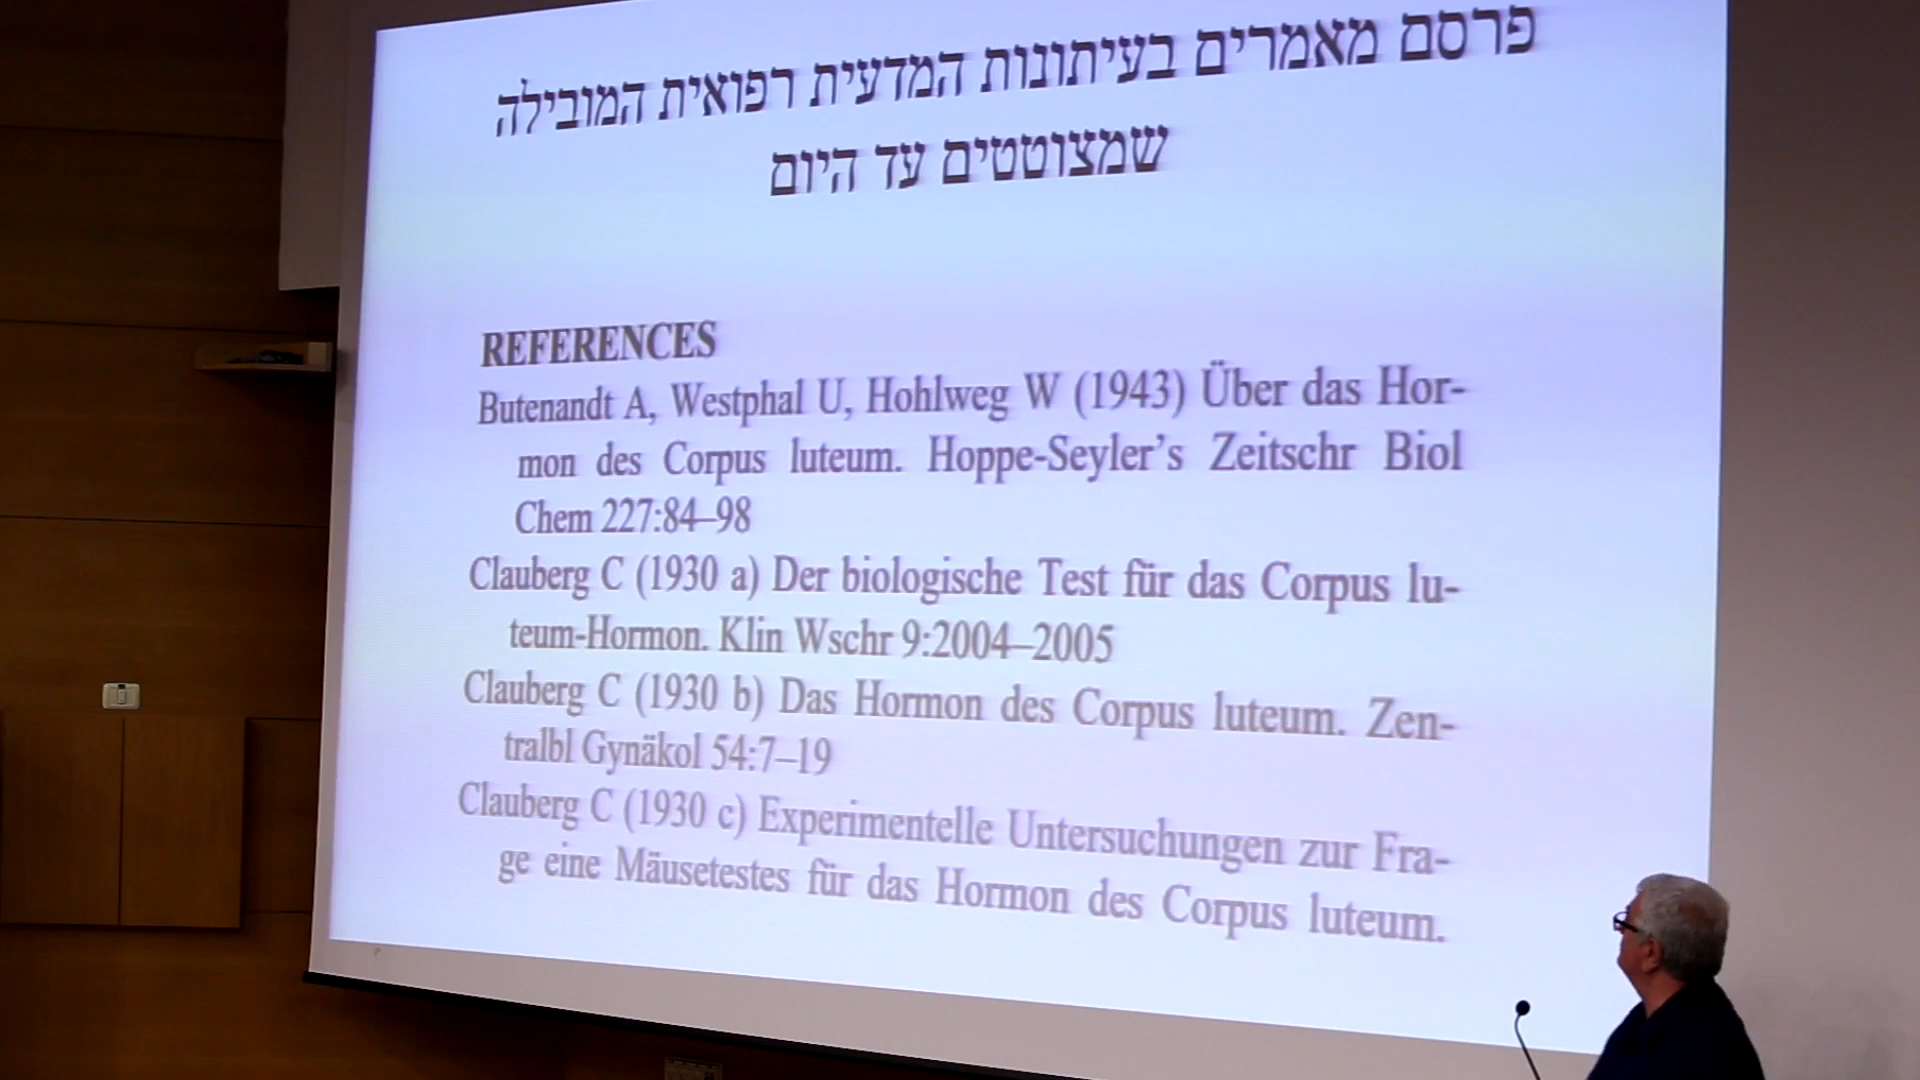 פרסם מאמרים בעיתונות המדעית רפואית המובילה
שמצוטטים עד היום
REFERENCES
Butenandt A, Westphal U, Hohlweg W (1943) Über das Hor-
mon des Corpus luteum. Hoppe-Seyler’s Zeitschr Biol
Chem 227:84–98
Clauberg C (1930 a) Der biologische Test für das Corpus lu-
teum-Hormon. Klin Wschr 9:2004–2005
Clauberg C (1930 b) Das Hormon des Corpus luteum. Zen-
tralbl Gynäkol 54:7–19
Clauberg C (1930 c) Experimentelle Untersuchungen zur Fra-
ge eine Mäusetestes für das Hormon des Corpus luteum.